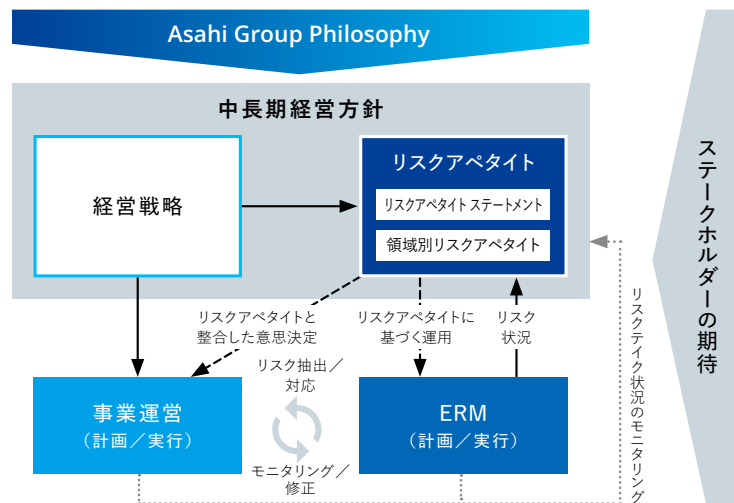 Asahi Group Philosophy
中長期経営方針
経営戦略
リスクアペタイト
リスクアペタイト ステートメント
領域別リスクアペタイト
リスクアペタイトと
整合した意思決定
リスクアペタイトに
基づく運用
リスク
状況
リスク抽出／
対応
事業運営
（計画／実行）
モニタリング／
修正
ERM
（計画／実行）
リスクテイク状況のモニタリング
ステークホルダーの期待